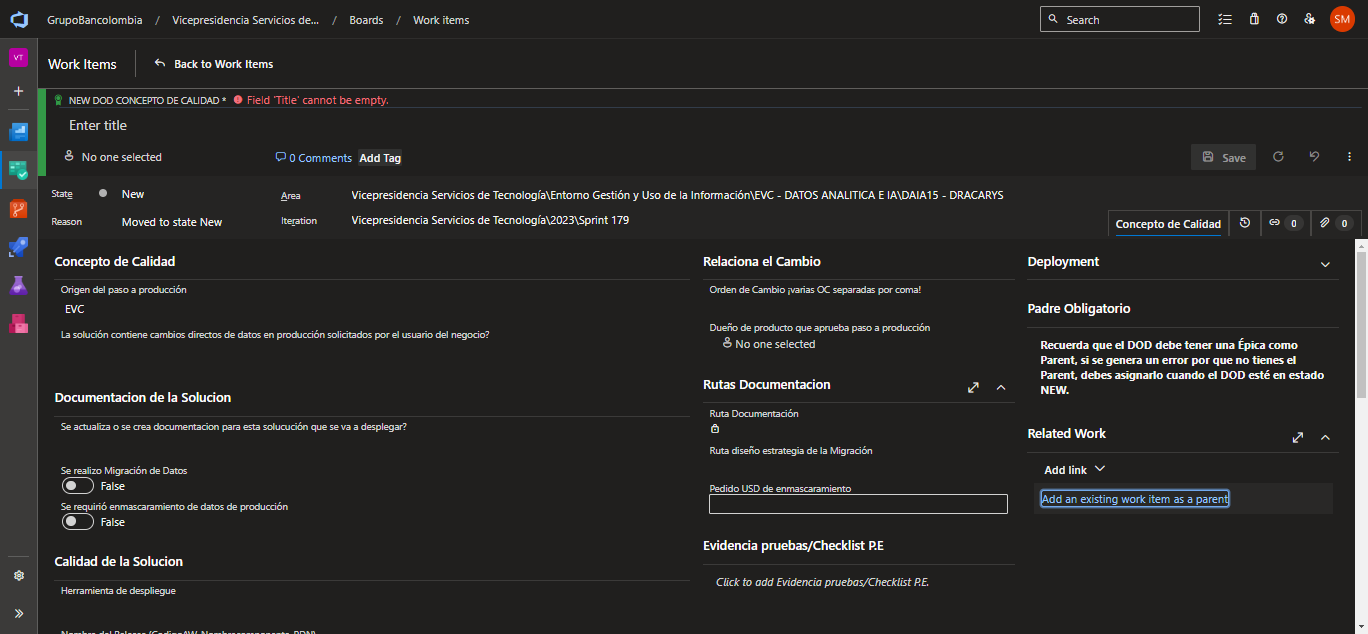 GrupoBancolombia / Vicepresidencia Servicios de... / Boards / Work items
Search
SM
VT
Work Items
Back to Work Items
NEW DOD CONCEPTO DE CALIDAD * Field 'Title' cannot be empty.
Enter title
No one selected
0 Comments
Add Tag
Save
State
New
Area
Vicepresidencia Servicios de Tecnología\Entorno Gestión y Uso de la Información\EVC - DATOS ANALITICA E IA\DAIA15 - DRACARYS
Reason
Moved to state New
Iteration
Vicepresidencia Servicios de Tecnología\2023\Sprint 179
Concepto de Calidad
0
0
Concepto de Calidad
Origen del paso a producción
EVC
La solución contiene cambios directos de datos en producción solicitados por el usuario del negocio?
Documentacion de la Solucion
Se actualiza o se crea documentacion para esta solucución que se va a desplegar?
Se realizo Migración de Datos
False
Se requirió enmascaramiento de datos de producción
False
Calidad de la Solucion
Herramienta de despliegue
Relaciona el Cambio
Orden de Cambio ¡varias OC separadas por coma!
Dueño de producto que aprueba paso a producción
No one selected
Rutas Documentacion
Ruta Documentación
Ruta diseño estrategia de la Migración
Pedido USD de enmascaramiento
Evidencia pruebas/Checklist P.E
Click to add Evidencia pruebas/Checklist P.E.
Deployment
Padre Obligatorio
Recuerda que el DOD debe tener una Épica como
Parent, si se genera un error por que no tienes el
Parent, debes asignarlo cuando el DOD esté en estado
NEW.
Related Work
Add link
Add an existing work item as a parent